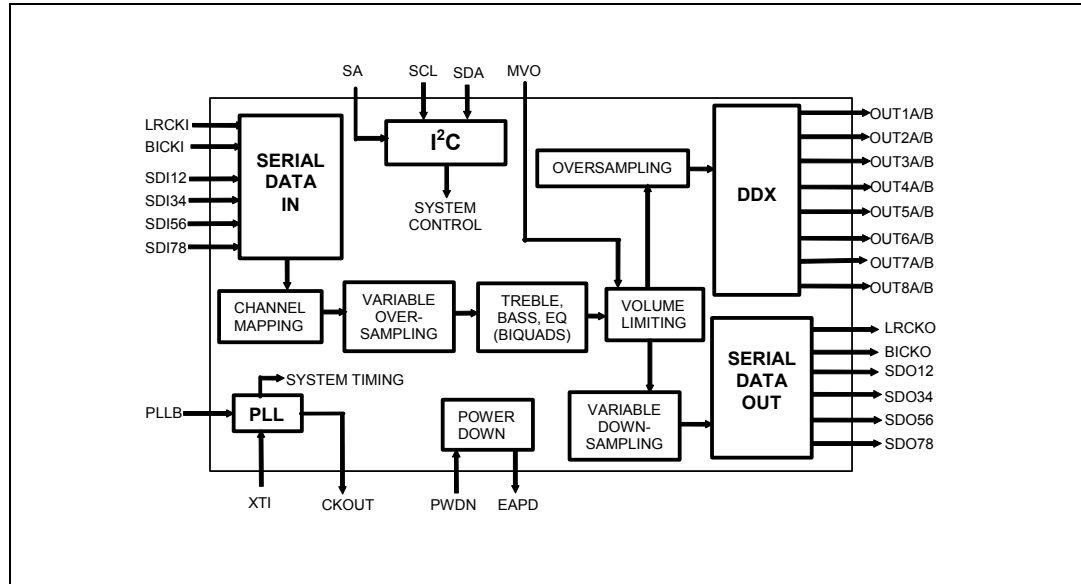 SA
SCL
SDA
MVO
LRCKI
BICKI
SDI12
SDI34
SDI56
SDI78
SERIAL
DATA
IN
I²C
SYSTEM
CONTROL
OVERSAMPLING
DDX
OUT1A/B
OUT2A/B
OUT3A/B
OUT4A/B
OUT5A/B
OUT6A/B
OUT7A/B
OUT8A/B
CHANNEL
MAPPING
VARIABLE
OVER-
SAMPLING
TREBLE,
BASS, EQ
(BIQUADS)
VOLUME
LIMITING
SERIAL
DATA
OUT
LRCKO
BICKO
SDO12
SDO34
SDO56
SDO78
SYSTEM TIMING
PLLB
PLL
POWER
DOWN
VARIABLE
DOWN-
SAMPLING
XTI
CKOUT
PWDN
EAPD